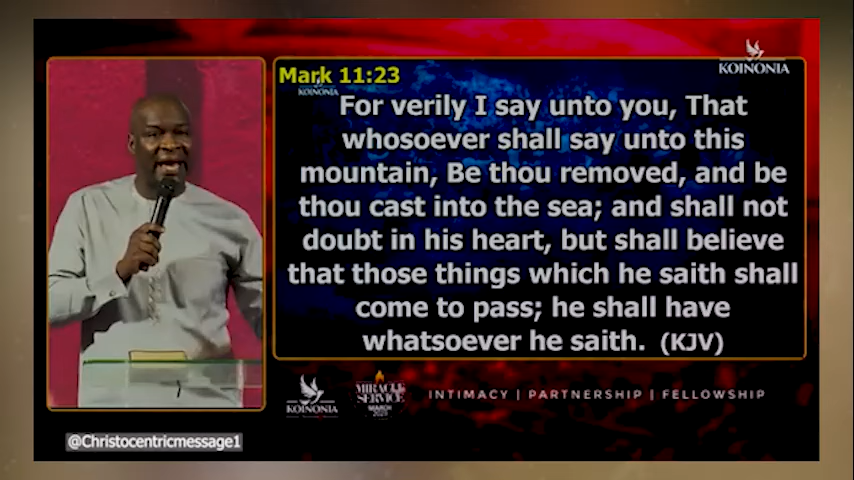 Mark 11:23
KOINONIA
KOINONIA
For verily I say unto you, That
whosoever shall say unto this
mountain, Be thou removed, and be
thou cast into the sea; and shall not
doubt in his heart, but shall believe
that those things which he saith shall
come to pass; he shall have
whatsoever he saith. (KJV)
KOINONIA
MIRACLE
SERVICE
MARCH
INTIMACY | PARTNERSHIP | FELLOWSHIP
@Christocentricmessage1